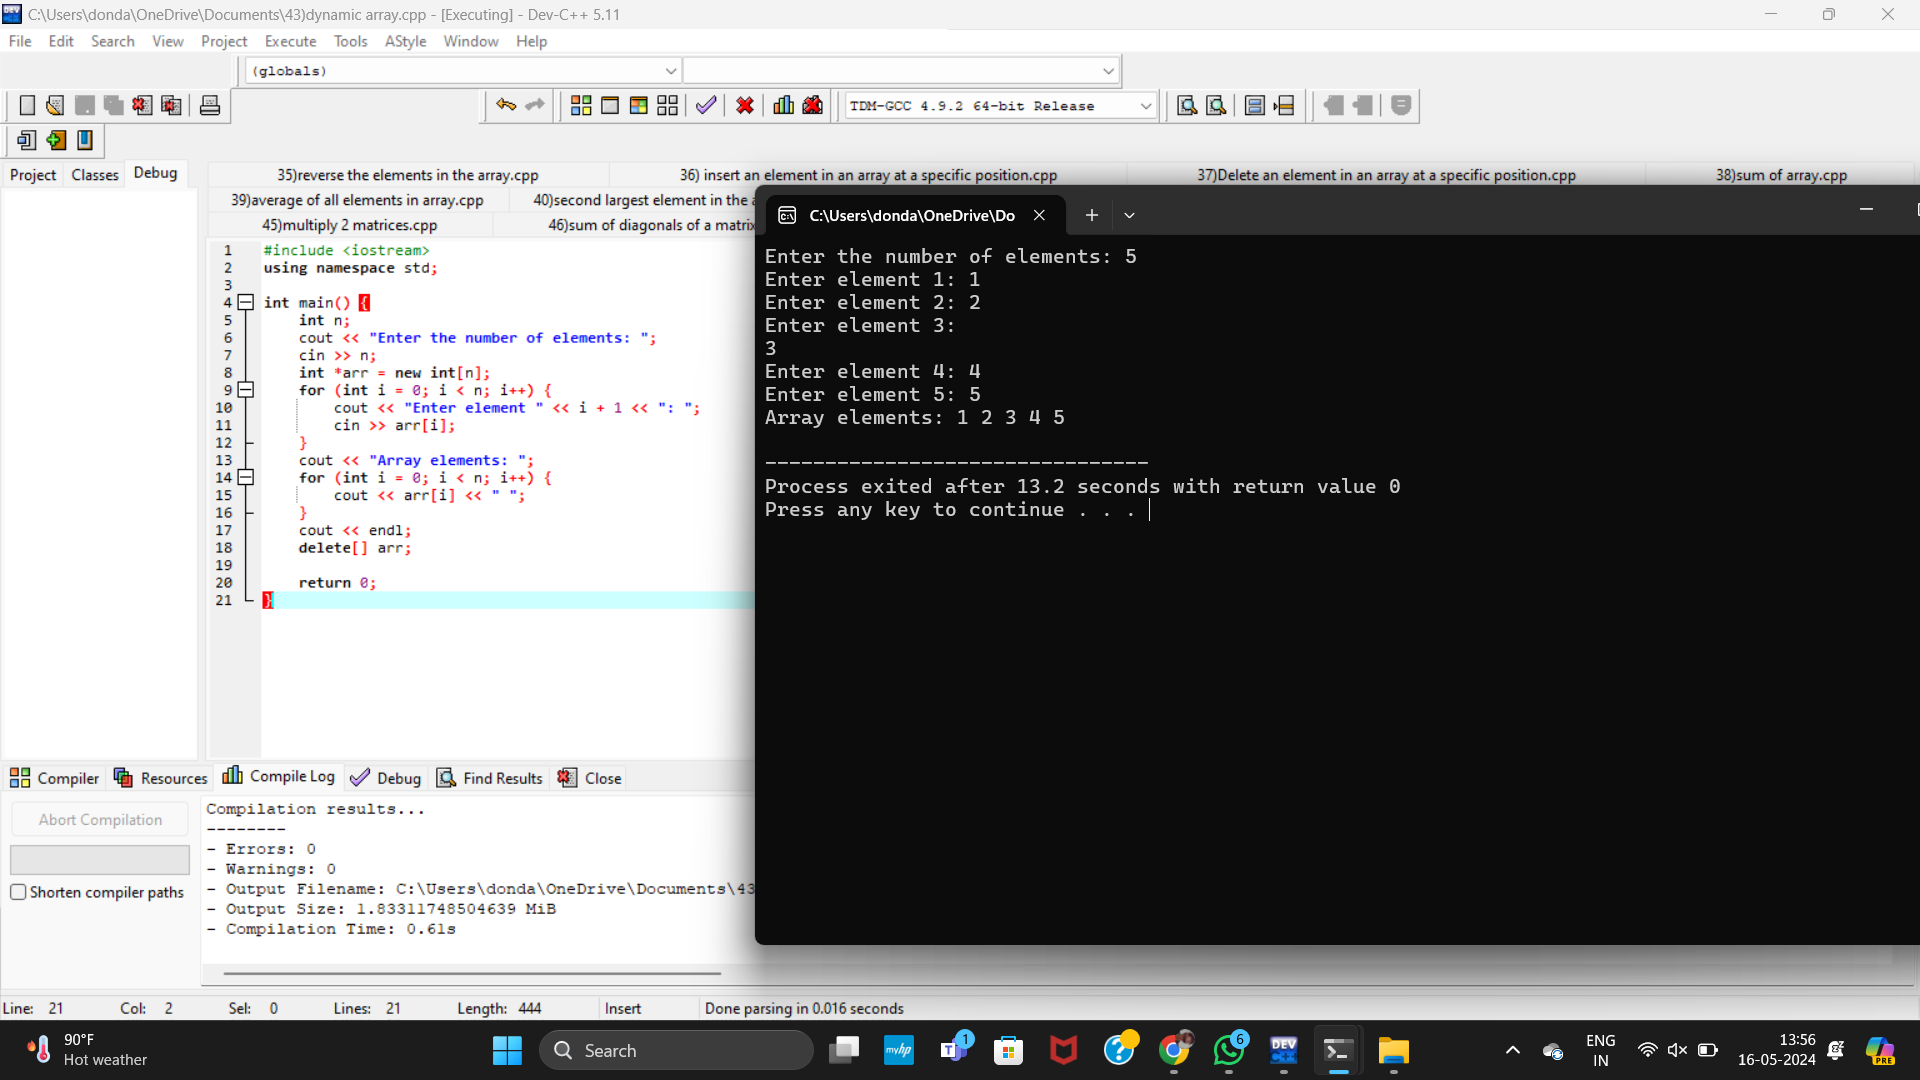 C:\Users\donda\OneDrive\Documents\43)dynamic array.cpp - [Executing] - Dev-C++ 5.11
File Edit Search View Project Execute Tools AStyle Window Help
(globals)
TDM-GCC 4.9.2 64-bit Release
Project Classes Debug
35)reverse the elements in the array.cpp 36) insert an element in an array at a specific position.cpp 37)Delete an element in an array at a specific position.cpp 38)sum of array.cpp
39)average of all elements in array.cpp 40)second largest element in the a
45)multiply 2 matrices.cpp 46)sum of diagonals of a matrix
1 #include <iostream>
2 using namespace std;
3
4 int main() {
5 int n;
6 cout << "Enter the number of elements: ";
7 cin >> n;
8 int *arr = new int[n];
9 for (int i = 0; i < n; i++) {
10 cout << "Enter element " << i + 1 << ": ";
11 cin >> arr[i];
12 }
13 cout << "Array elements: ";
14 for (int i = 0; i < n; i++) {
15 cout << arr[i] << " ";
16 }
17 cout << endl;
18 delete[] arr;
19
20 return 0;
21 }
C:\Users\donda\OneDrive\Do
Enter the number of elements: 5
Enter element 1: 1
Enter element 2: 2
Enter element 3:
3
Enter element 4: 4
Enter element 5: 5
Array elements: 1 2 3 4 5
--------------------------------
Process exited after 13.2 seconds with return value 0
Press any key to continue . . .
Compiler Resources Compile Log Debug Find Results Close
Abort Compilation
Shorten compiler paths
Compilation results...
--------
- Errors: 0
- Warnings: 0
- Output Filename: C:\Users\donda\OneDrive\Documents\43
- Output Size: 1.83311748504639 MiB
- Compilation Time: 0.61s
Line: 21 Col: 2 Sel: 0 Lines: 21 Length: 444 Insert Done parsing in 0.016 seconds
90°F
Hot weather
Search
myhp
T 1
6
DEV
C++
ENG
IN
13:56
16-05-2024
PRE